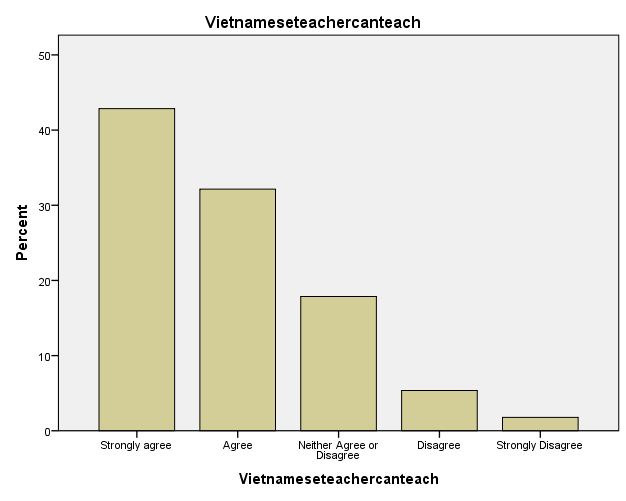 Vietnameseteachercanteach
Percent
50
40
30
20
10
0
Strongly agree
Agree
Neither Agree or
Disagree
Disagree
Strongly Disagree
Vietnameseteachercanteach